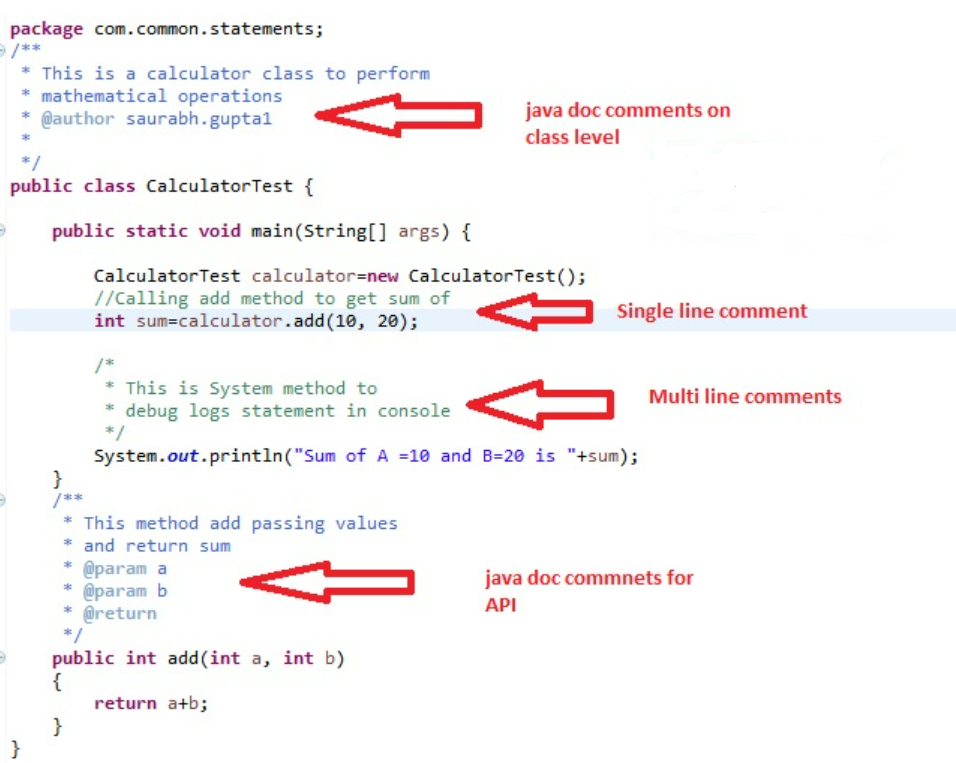 package com.common.statements;
/**
 * This is a calculator class to perform
 * mathematical operations
 * @author saurabh.gupta1
 *
 */
java doc comments on
class level
public class CalculatorTest {
    public static void main(String[] args) {
        CalculatorTest calculator=new CalculatorTest();
        //Calling add method to get sum of
        int sum=calculator.add(10, 20);
Single line comment
        /*
         * This is System method to
         * debug logs statement in console
         */
Multi line comments
        System.out.println("Sum of A =10 and B=20 is "+sum);
    }
    /**
     * This method add passing values
     * and return sum
     * @param a
     * @param b
     * @return
     */
java doc commnets for
API
    public int add(int a, int b)
    {
        return a+b;
    }
}